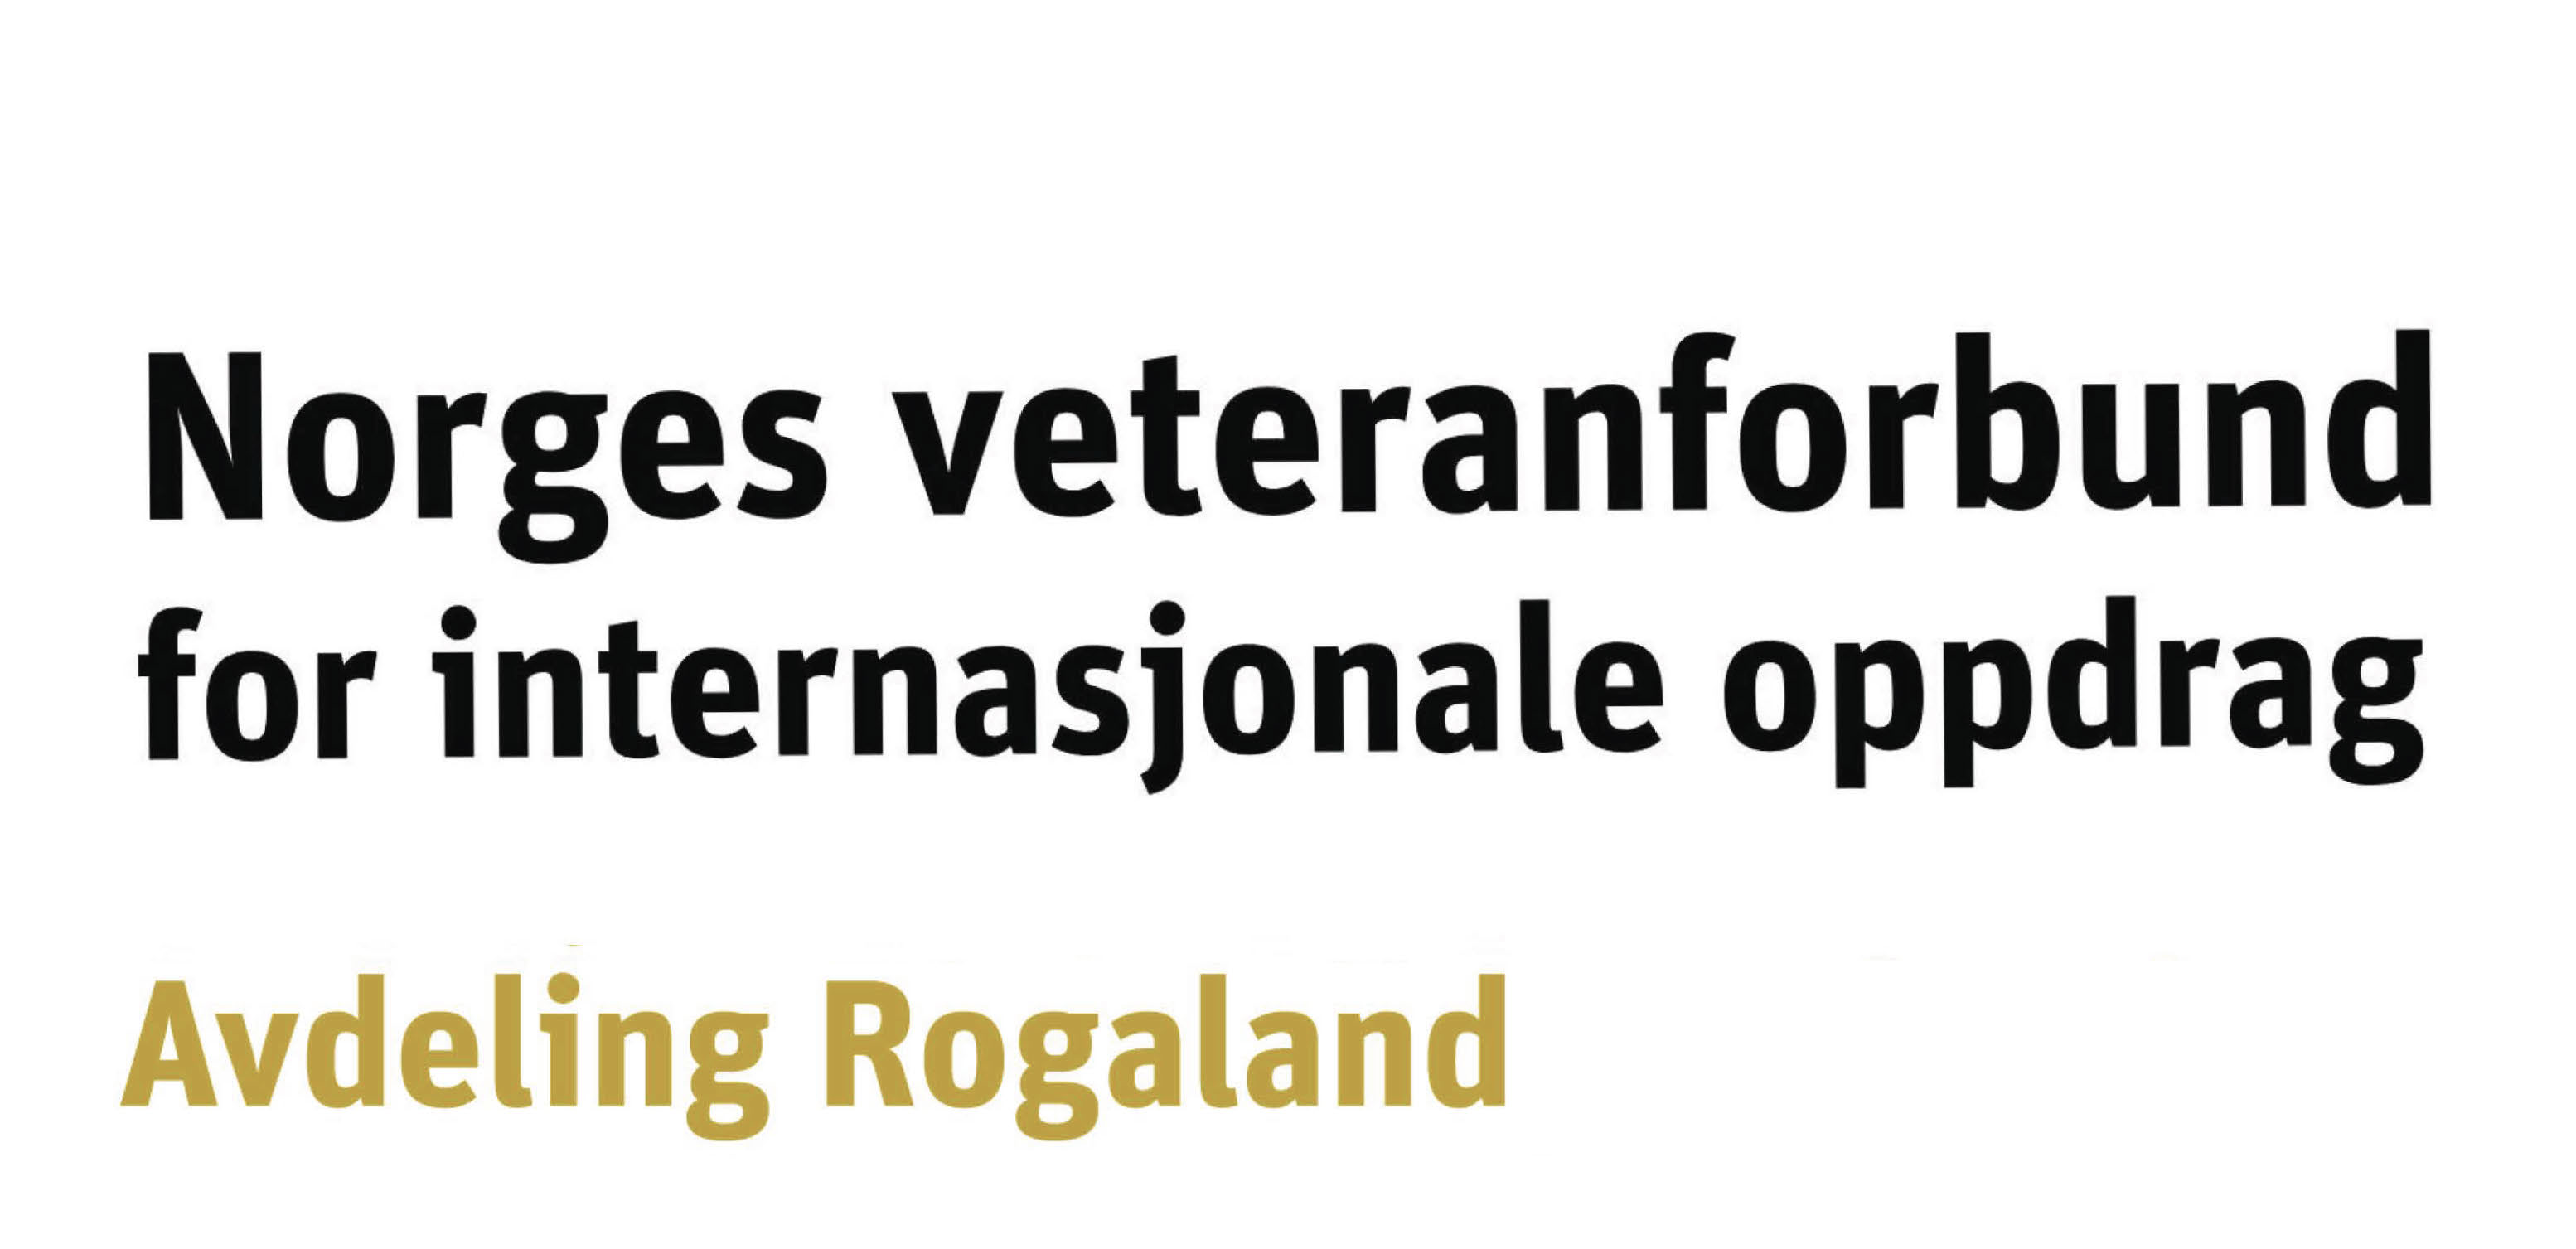 Norges veteranforbund
for internasjonale oppdrag
Avdeling Rogaland